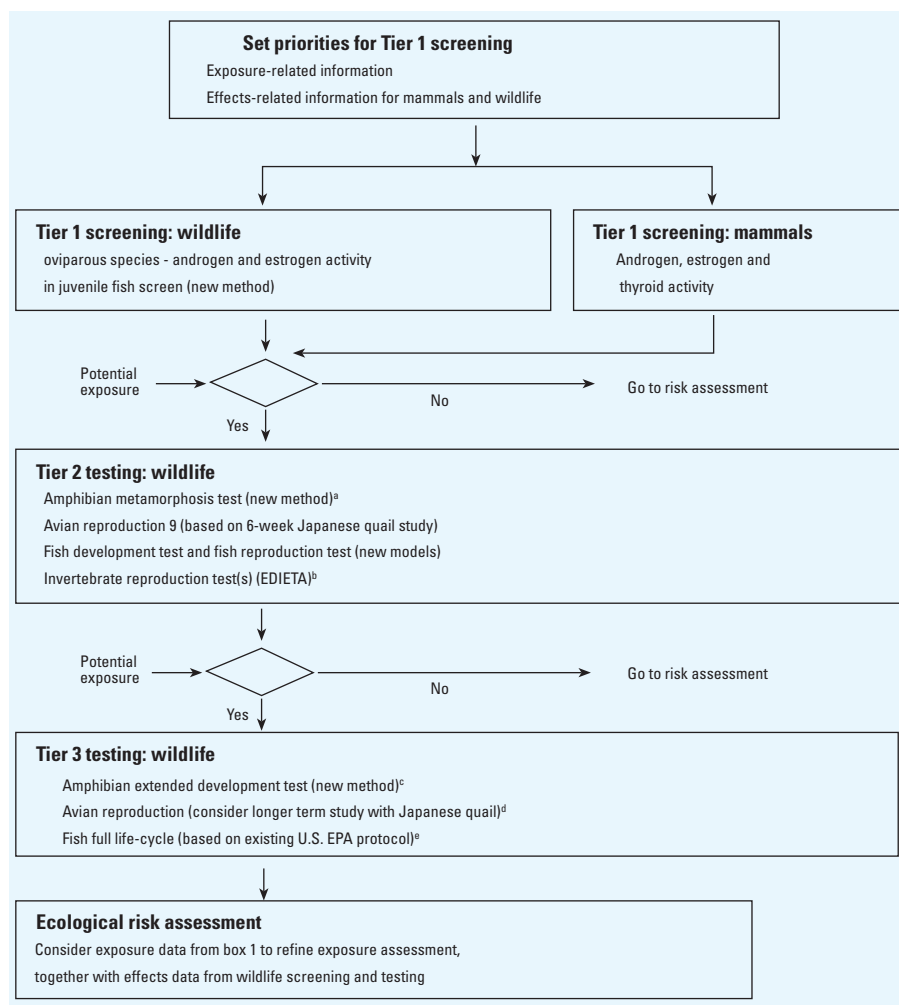 Set priorities for Tier 1 screening
Exposure-related information
Effects-related information for mammals and wildlife
Tier 1 screening: wildlife
oviparous species - androgen and estrogen activity
in juvenile fish screen (new method)
Tier 1 screening: mammals
Androgen, estrogen and
thyroid activity
Potential
exposure
No
Go to risk assessment
Yes
Tier 2 testing: wildlife
Amphibian metamorphosis test (new method)ᵃ
Avian reproduction 9 (based on 6-week Japanese quail study)
Fish development test and fish reproduction test (new models)
Invertebrate reproduction test(s) (EDIETA)ᵇ
Potential
exposure
No
Go to risk assessment
Yes
Tier 3 testing: wildlife
Amphibian extended development test (new method)ᶜ
Avian reproduction (consider longer term study with Japanese quail)ᵈ
Fish full life-cycle (based on existing U.S. EPA protocol)ᵉ
Ecological risk assessment
Consider exposure data from box 1 to refine exposure assessment,
together with effects data from wildlife screening and testing